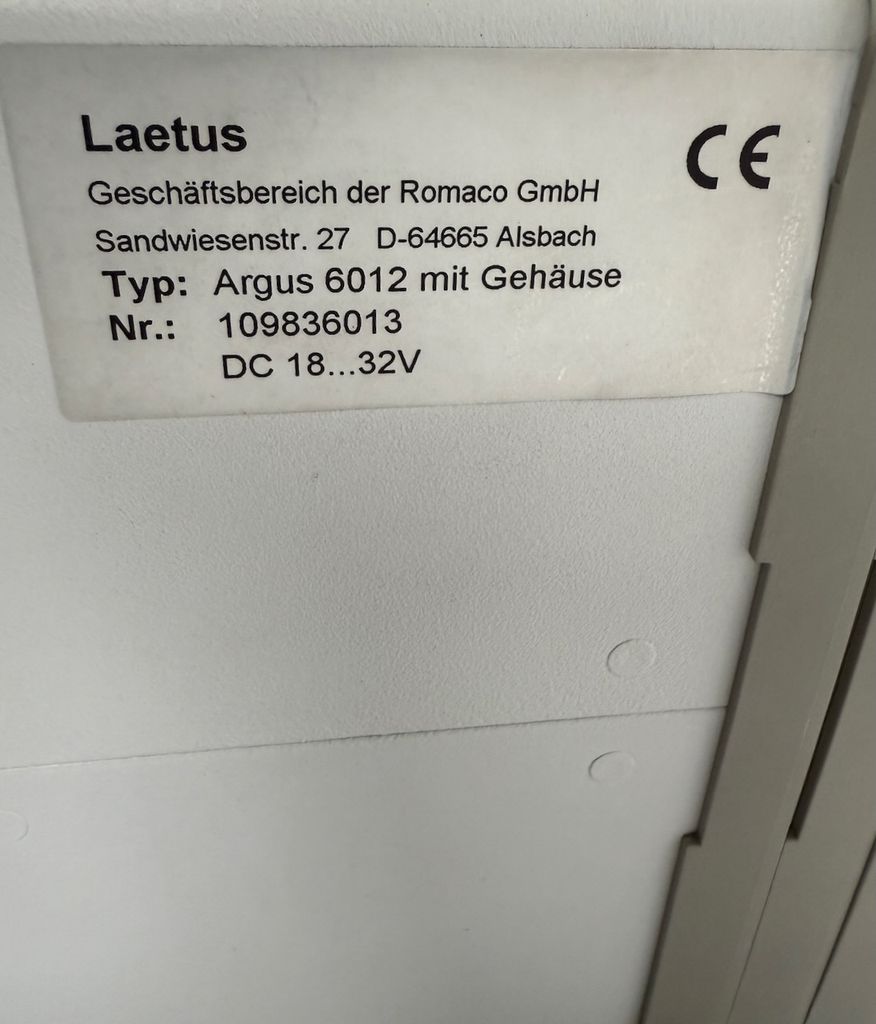 Laetus
CE
Geschäftsbereich der Romaco GmbH
Sandwiesenstr. 27 D-64665 Alsbach
Typ: Argus 6012 mit Gehäuse
Nr.: 109836013
DC 18...32V